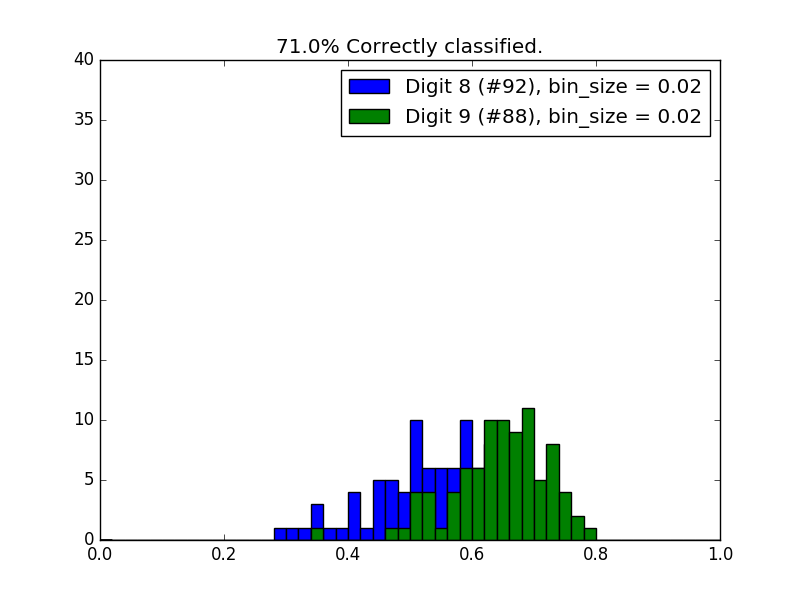 71.0% Correctly classified.
40
Digit 8 (#92), bin_size = 0.02
Digit 9 (#88), bin_size = 0.02
35
30
25
20
15
10
5
0
0.0 0.2 0.4 0.6 0.8 1.0